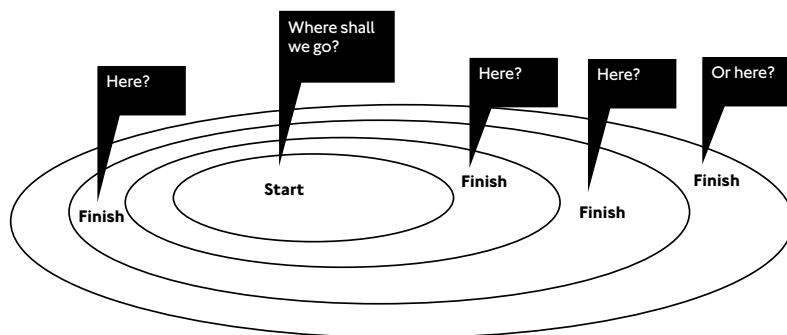 Where shall
we go?
Here?
Here?
Here?
Or here?
Start
Finish
Finish
Finish
Finish